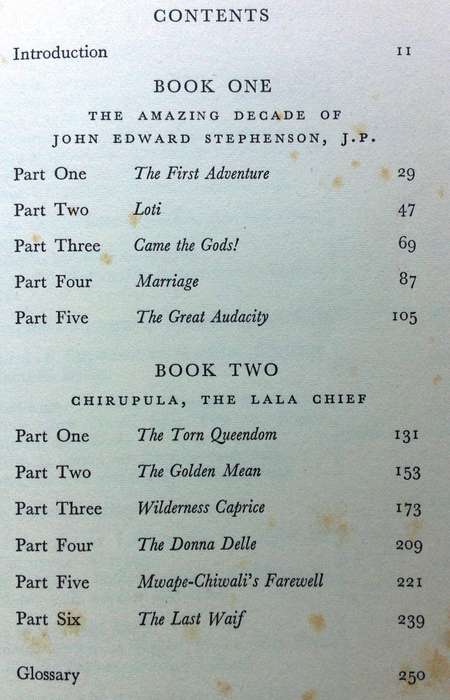 CONTENTS
Introduction 11
BOOK ONE
THE AMAZING DECADE OF
JOHN EDWARD STEPHENSON, J.P.
Part One The First Adventure 29
Part Two Loti 47
Part Three Came the Gods! 69
Part Four Marriage 87
Part Five The Great Audacity 105
BOOK TWO
CHIRUPULA, THE LALA CHIEF
Part One The Torn Queendom 131
Part Two The Golden Mean 153
Part Three Wilderness Caprice 173
Part Four The Donna Delle 209
Part Five Mwape-Chiwali's Farewell 221
Part Six The Last Waif 239
Glossary 250